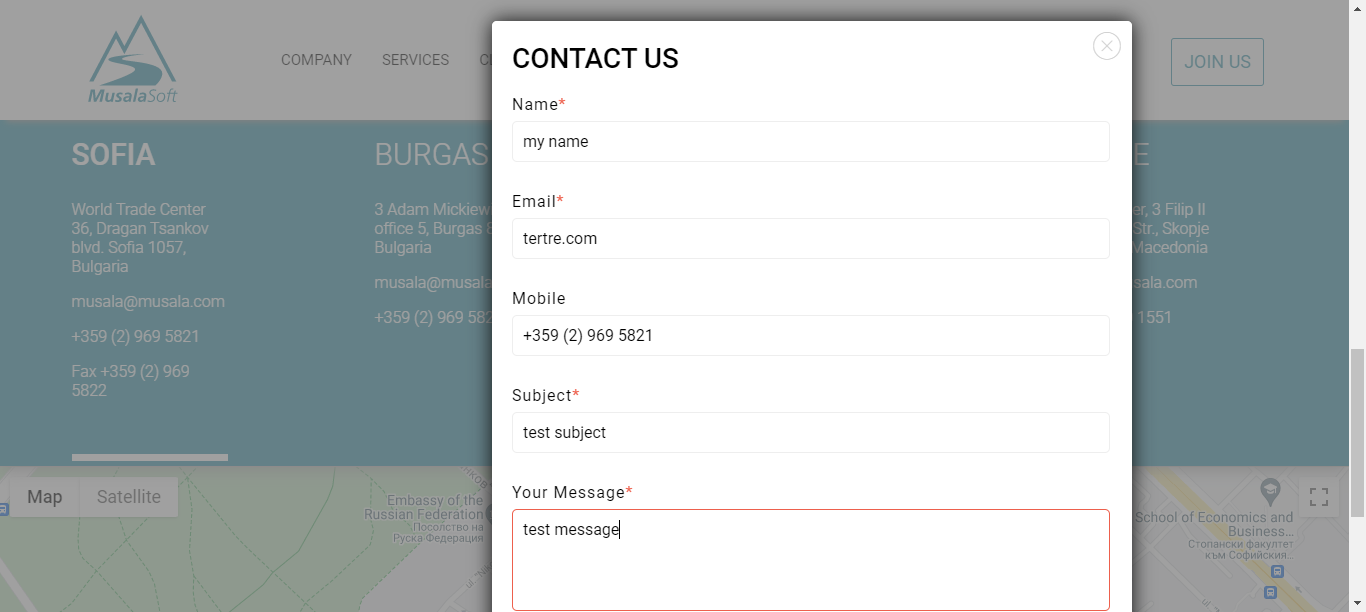 MusalaSoft
COMPANY
SERVICES
JOIN US
SOFIA
World Trade Center
36, Dragan Tsankov
blvd. Sofia 1057,
Bulgaria
musala@musala.com
+359 (2) 969 5821
Fax +359 (2) 969
5822
BURGAS
3 Adam Mickiew
office 5, Burgas 8
Bulgaria
musala@musala
+359 (2) 969 582
CONTACT US
Name*
my name
Email*
tertre.com
Mobile
+359 (2) 969 5821
Subject*
test subject
Your Message*
test message
E
er, 3 Filip II
Str., Skopje
Macedonia
sala.com
1551
Map
Satellite
Embassy of the
Russian Federation
Посолство на
Руска Федерация
School of Economics and
Business...
Стопански факултет
към Софийския...